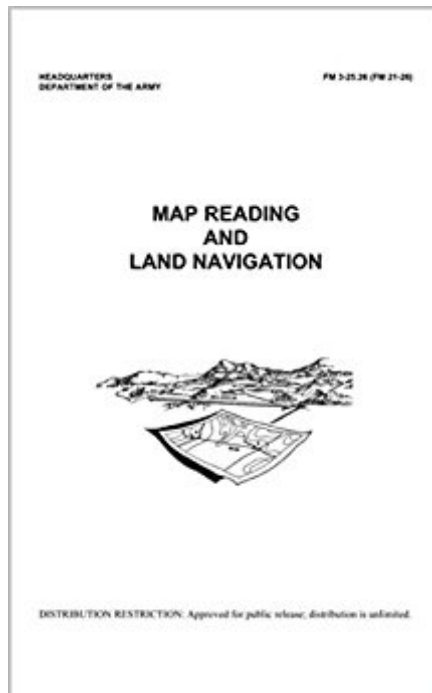 HEADQUARTERS
DEPARTMENT OF THE ARMY
FM 3-25.26 (FM 21-26)
MAP READING
AND
LAND NAVIGATION
DISTRIBUTION RESTRICTION: Approved for public release; distribution is unlimited.